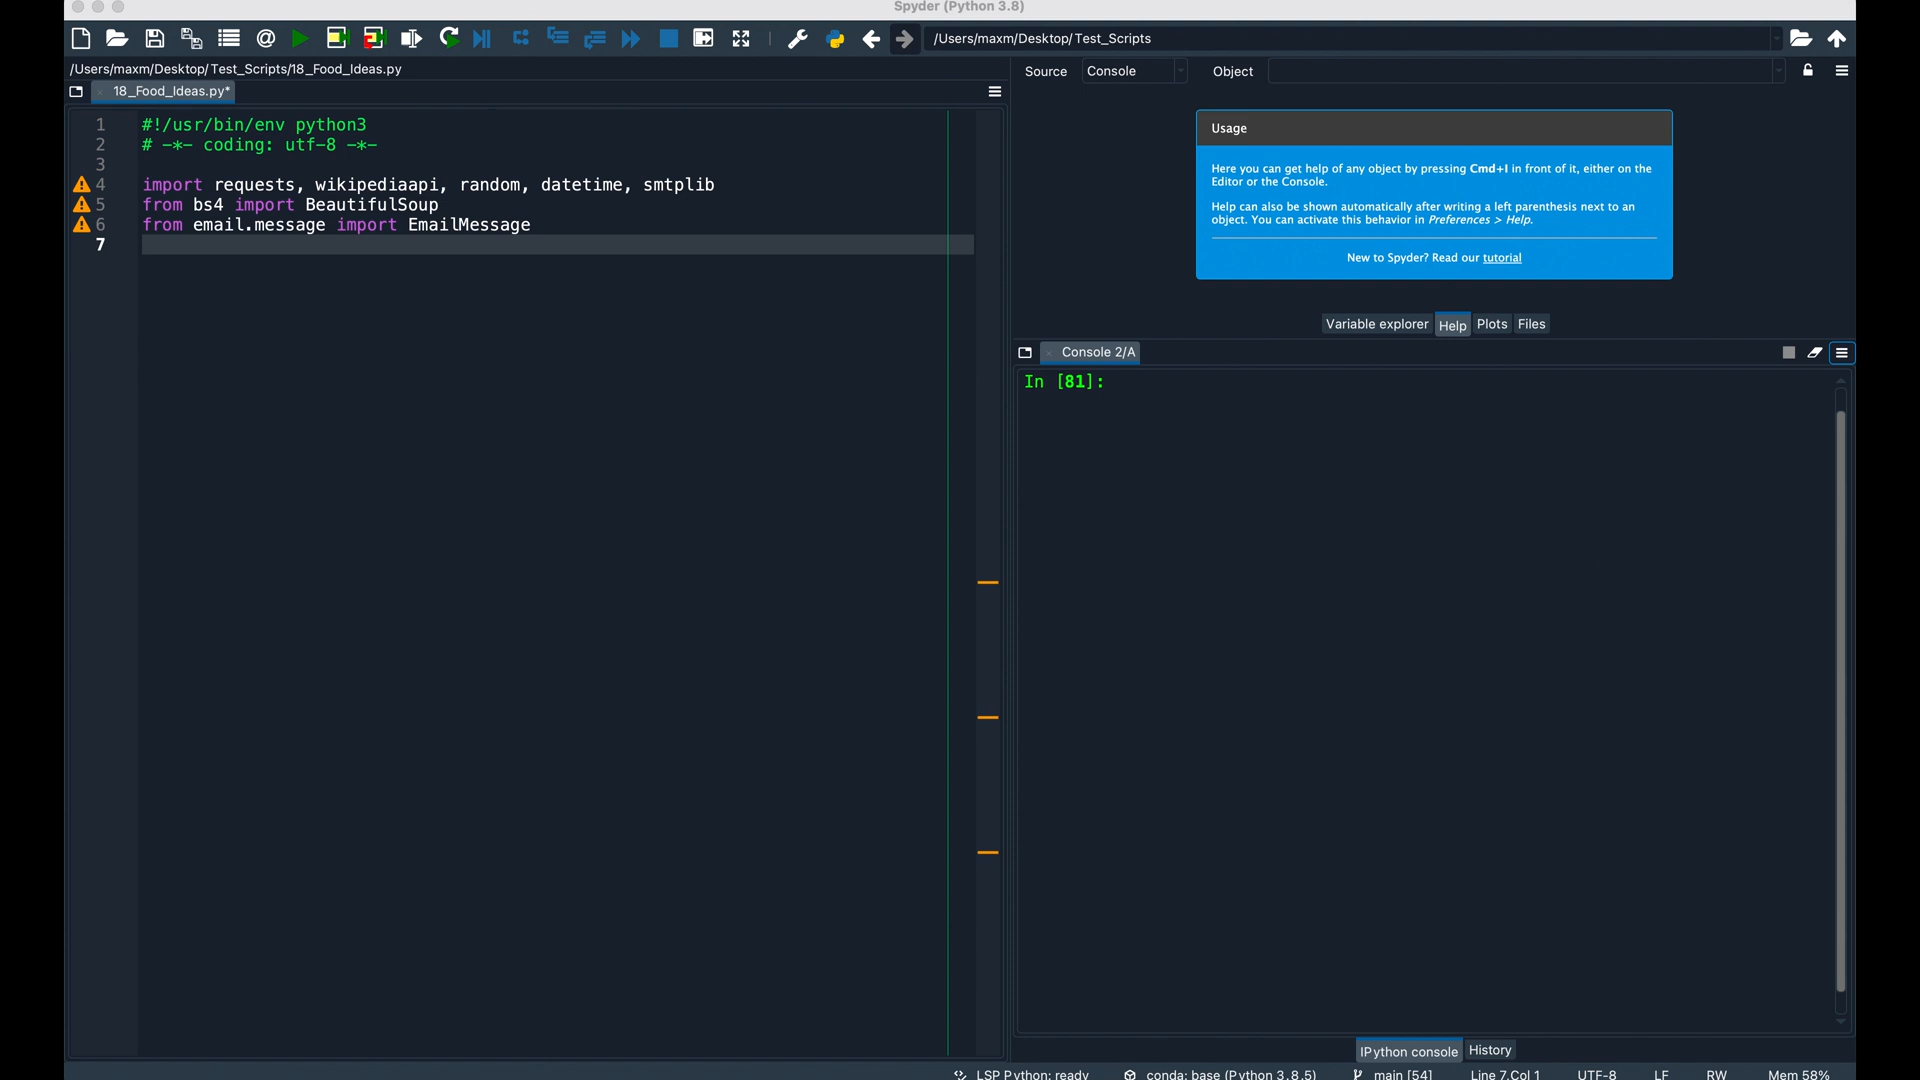 Spyder (Python 3.8)
/Users/maxm/Desktop/Test_Scripts
/Users/maxm/Desktop/Test_Scripts/18_Food_Ideas.py
18_Food_Ideas.py*
1 #!/usr/bin/env python3
2 # -*- coding: utf-8 -*-
3
4 import requests, wikipediaapi, random, datetime, smtplib
5 from bs4 import BeautifulSoup
6 from email.message import EmailMessage
7
Source Console Object
Usage
Here you can get help of any object by pressing Cmd+I in front of it, either on the
Editor or the Console.
Help can also be shown automatically after writing a left parenthesis next to an
object. You can activate this behavior in Preferences > Help.
New to Spyder? Read our tutorial
Variable explorer Help Plots Files
Console 2/A
In [81]:
IPython console History
LSP Python: ready conda: base (Python 3.8.5) main [54] Line 7, Col 1 UTF-8 LF RW Mem 58%